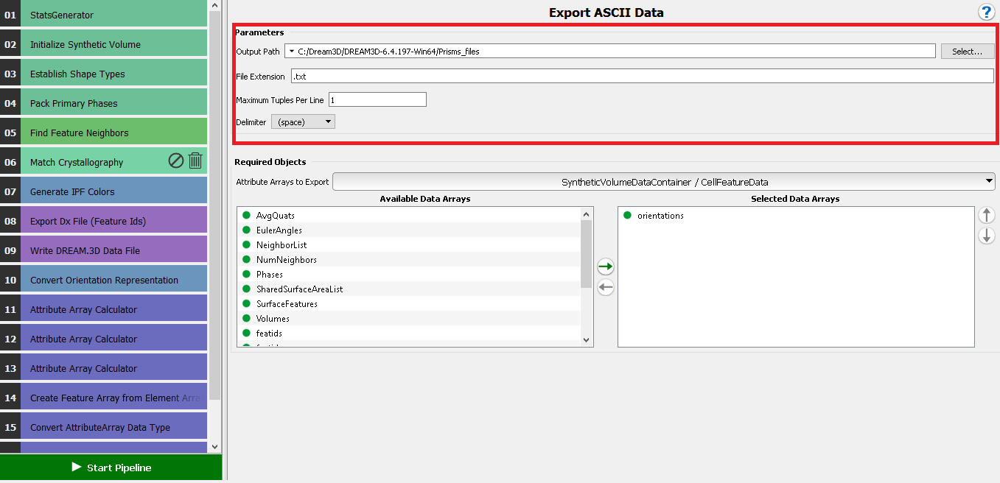 01 StatsGenerator
02 Initialize Synthetic Volume
03 Establish Shape Types
04 Pack Primary Phases
05 Find Feature Neighbors
06 Match Crystallography
07 Generate IPF Colors
08 Export Dx File (Feature Ids)
09 Write DREAM.3D Data File
10 Convert Orientation Representation
11 Attribute Array Calculator
12 Attribute Array Calculator
13 Attribute Array Calculator
14 Create Feature Array from Element Arra
15 Convert AttributeArray Data Type
Start Pipeline
Export ASCII Data
?
Parameters
Output Path C:/Dream3D/DREAM3D-6.4.197-Win64/Prisms_files Select...
File Extension .txt
Maximum Tuples Per Line 1
Delimiter (space)
Required Objects
Attribute Arrays to Export SyntheticVolumeDataContainer / CellFeatureData
Available Data Arrays Selected Data Arrays
AvgQuats orientations
EulerAngles
NeighborList
NumNeighbors
Phases
SharedSurfaceAreaList
SurfaceFeatures
Volumes
featids